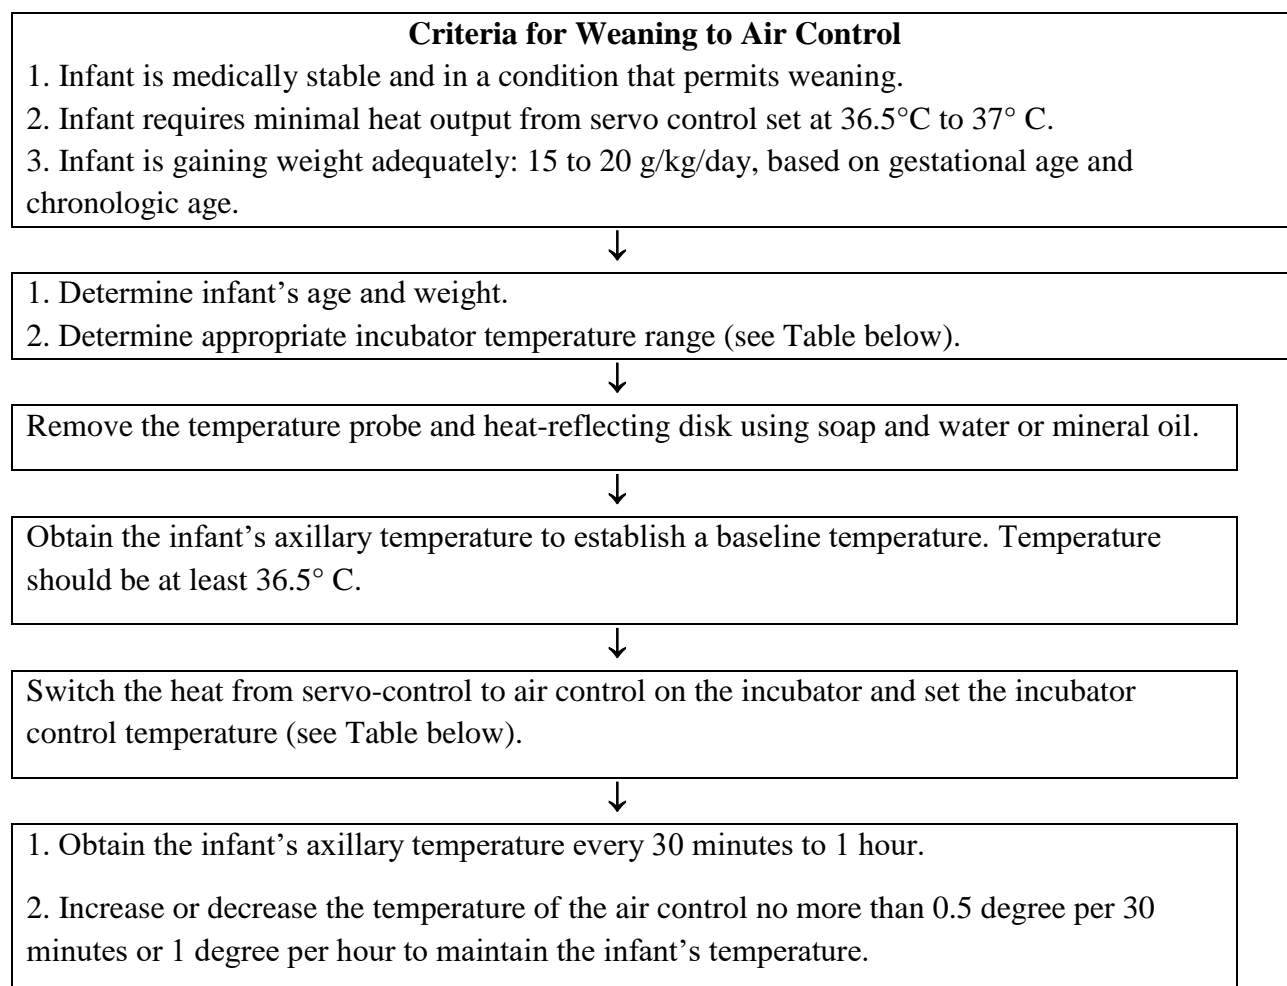 Criteria for Weaning to Air Control
1. Infant is medically stable and in a condition that permits weaning.
2. Infant requires minimal heat output from servo control set at 36.5°C to 37° C.
3. Infant is gaining weight adequately: 15 to 20 g/kg/day, based on gestational age and
chronologic age.
↓
1. Determine infant’s age and weight.
2. Determine appropriate incubator temperature range (see Table below).
↓
Remove the temperature probe and heat-reflecting disk using soap and water or mineral oil.
↓
Obtain the infant’s axillary temperature to establish a baseline temperature. Temperature
should be at least 36.5° C.
↓
Switch the heat from servo-control to air control on the incubator and set the incubator
control temperature (see Table below).
↓
1. Obtain the infant’s axillary temperature every 30 minutes to 1 hour.
2. Increase or decrease the temperature of the air control no more than 0.5 degree per 30
minutes or 1 degree per hour to maintain the infant’s temperature.